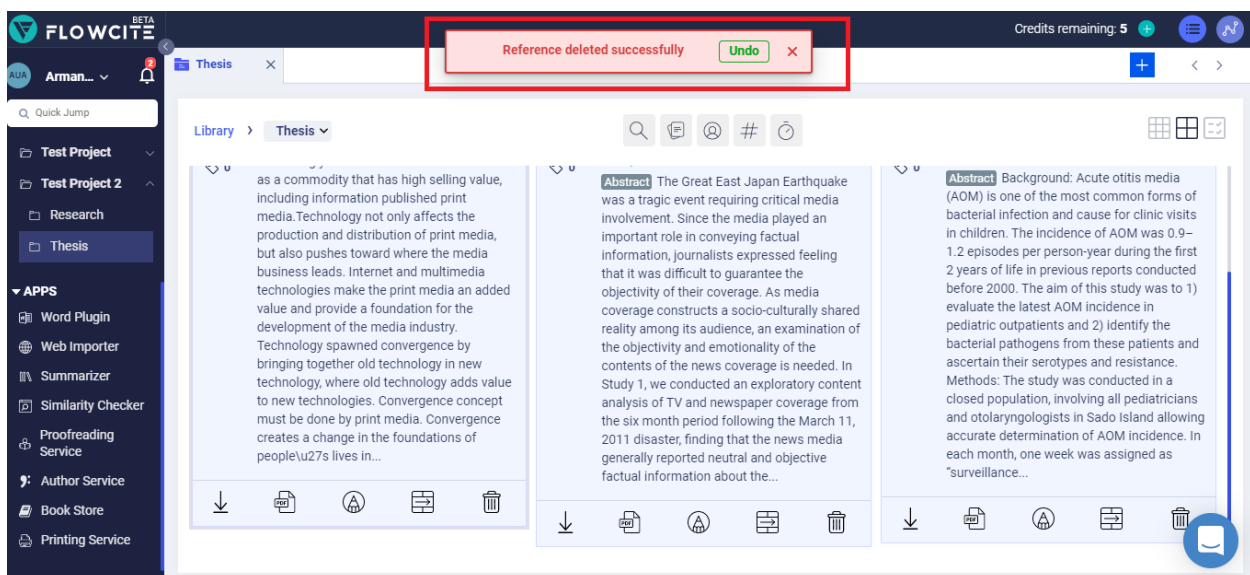 BETA
FLOWCITE
Credits remaining: 5
Reference deleted successfully Undo
AUA Arman... 2
Thesis
Quick Jump
Library > Thesis
Test Project
Test Project 2
Research
Thesis
APPS
Word Plugin
Web Importer
Summarizer
Similarity Checker
Proofreading
Service
Author Service
Book Store
Printing Service
as a commodity that has high selling value,
including information published print
media.Technology not only affects the
production and distribution of print media,
but also pushes toward where the media
business leads. Internet and multimedia
technologies make the print media an added
value and provide a foundation for the
development of the media industry.
Technology spawned convergence by
bringing together old technology in new
technology, where old technology adds value
to new technologies. Convergence concept
must be done by print media. Convergence
creates a change in the foundations of
people\u27s lives in...
PDF
Abstract The Great East Japan Earthquake
was a tragic event requiring critical media
involvement. Since the media played an
important role in conveying factual
information, journalists expressed feeling
that it was difficult to guarantee the
objectivity of their coverage. As media
coverage constructs a socio-culturally shared
reality among its audience, an examination of
the objectivity and emotionality of the
contents of the news coverage is needed. In
Study 1, we conducted an exploratory content
analysis of TV and newspaper coverage from
the six month period following the March 11,
2011 disaster, finding that the news media
generally reported neutral and objective
factual information about the...
PDF
Abstract Background: Acute otitis media
(AOM) is one of the most common forms of
bacterial infection and cause for clinic visits
in children. The incidence of AOM was 0.9–
1.2 episodes per person-year during the first
2 years of life in previous reports conducted
before 2000. The aim of this study was to 1)
evaluate the latest AOM incidence in
pediatric outpatients and 2) identify the
bacterial pathogens from these patients and
ascertain their serotypes and resistance.
Methods: The study was conducted in a
closed population, involving all pediatricians
and otolaryngologists in Sado Island allowing
accurate determination of AOM incidence. In
each month, one week was assigned as
“surveillance...
PDF